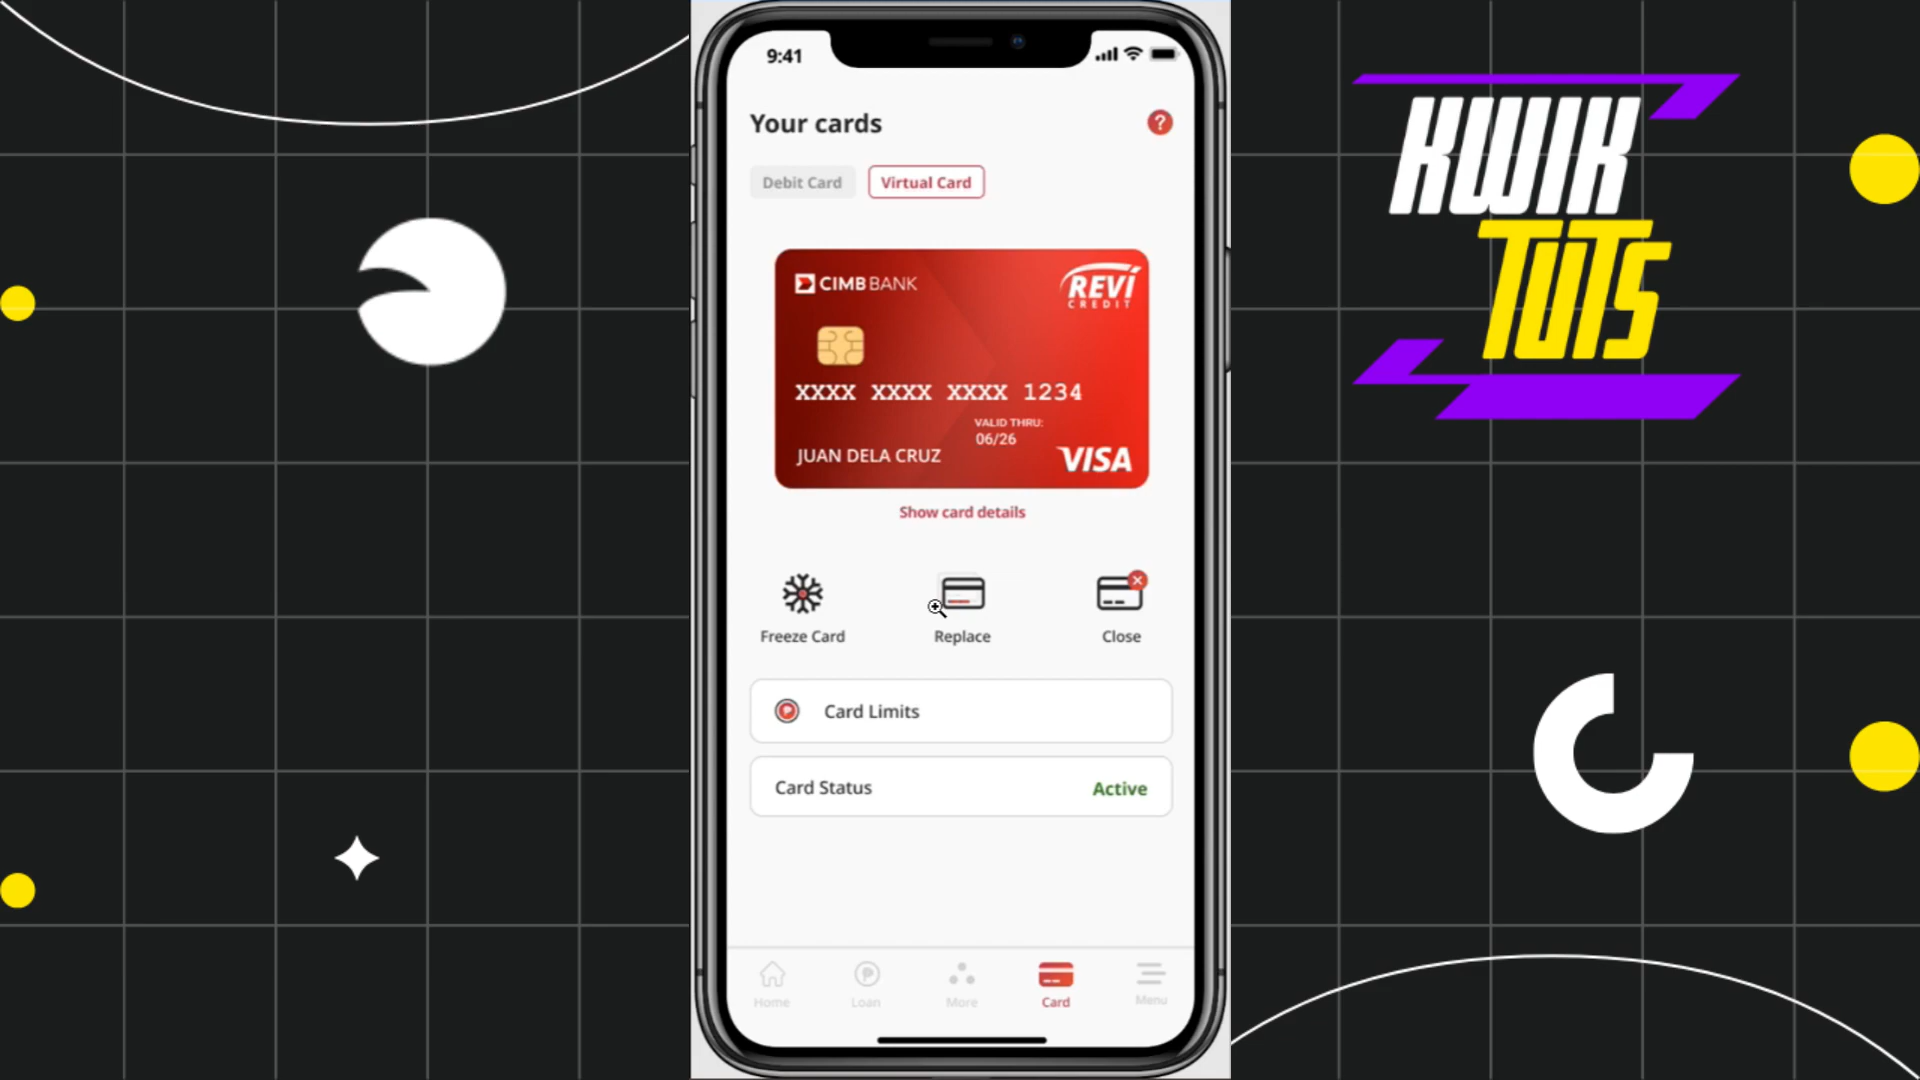 9:41
Your cards
?
Debit Card
Virtual Card
CIMB BANK
REVI
CREDIT
XXXX XXXX XXXX 1234
VALID THRU:
06/26
JUAN DELA CRUZ
VISA
Show card details
Freeze Card
Replace
Close
Card Limits
Card Status
Active
Home
Loan
More
Card
Menu
KWIK
TUTS